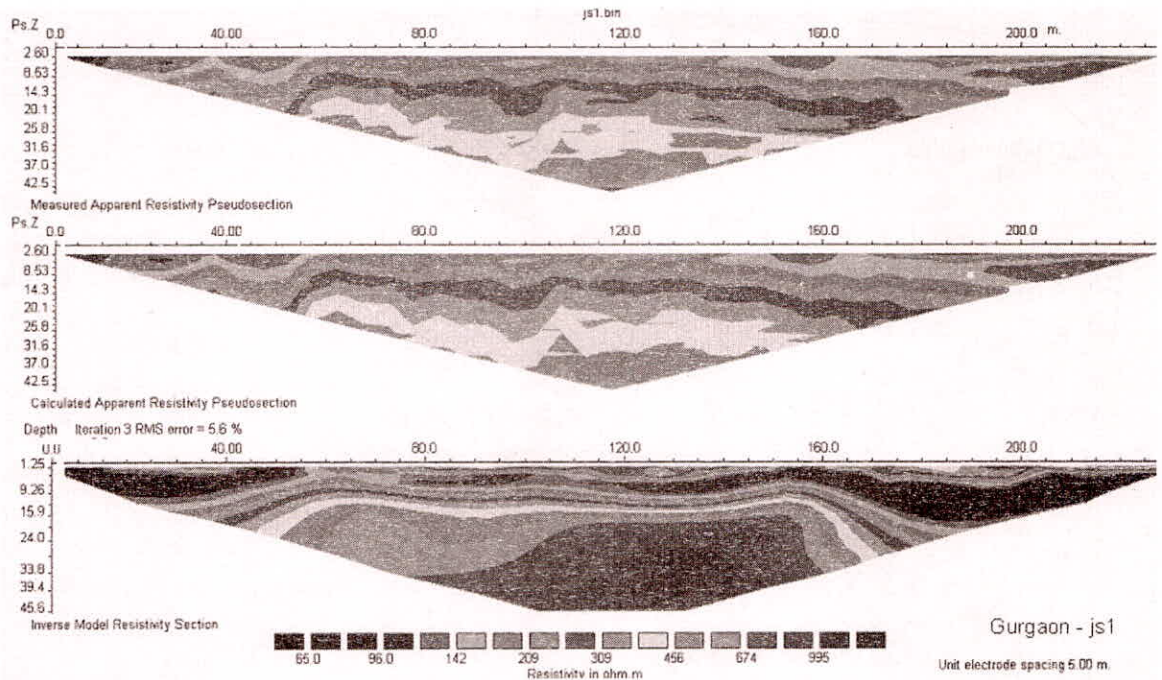 js1.bin
Ps.Z 0.0 40.00 80.0 120.0 160.0 200.0 m.
2.60
8.53
14.3
20.1
25.8
31.6
37.0
42.5
Measured Apparent Resistivity Pseudosection
Ps.Z 0.0 40.00 80.0 120.0 160.0 200.0
2.60
8.53
14.3
20.1
25.8
31.6
37.0
42.5
Calculated Apparent Resistivity Pseudosection
Depth Iteration 3 RMS error = 5.6 %
40.00 80.0 120.0 160.0 200.0
1.25
9.26
15.9
24.0
33.8
39.4
45.6
Inverse Model Resistivity Section
65.0 96.0 142 209 309 456 674 995
Resistivity in ohm.m
Gurgaon - js1
Unit electrode spacing 5.00 m.